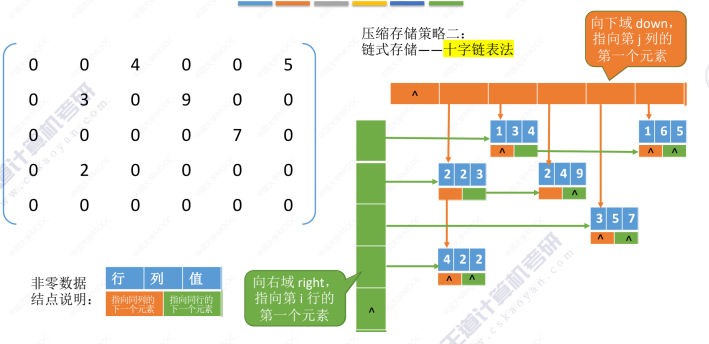 压缩存储策略二：
链式存储——十字链表法
向下域 down，
指向第 j 列的
第一个元素
0 0 4 0 0 5
0 3 0 9 0 0
0 0 0 0 7 0
0 2 0 0 0 0
0 0 0 0 0 0
^
1 3 4
^
1 6 5
^ ^
2 2 3
2 4 9
^
3 5 7
^ ^
4 2 2
^ ^
^
非零数据
结点说明：
行 列 值
指向同列的
下一个元素
指向同行的
下一个元素
向右域 right，
指向第 i 行的
第一个元素
王道计算机考研
www.cskaoyan.com